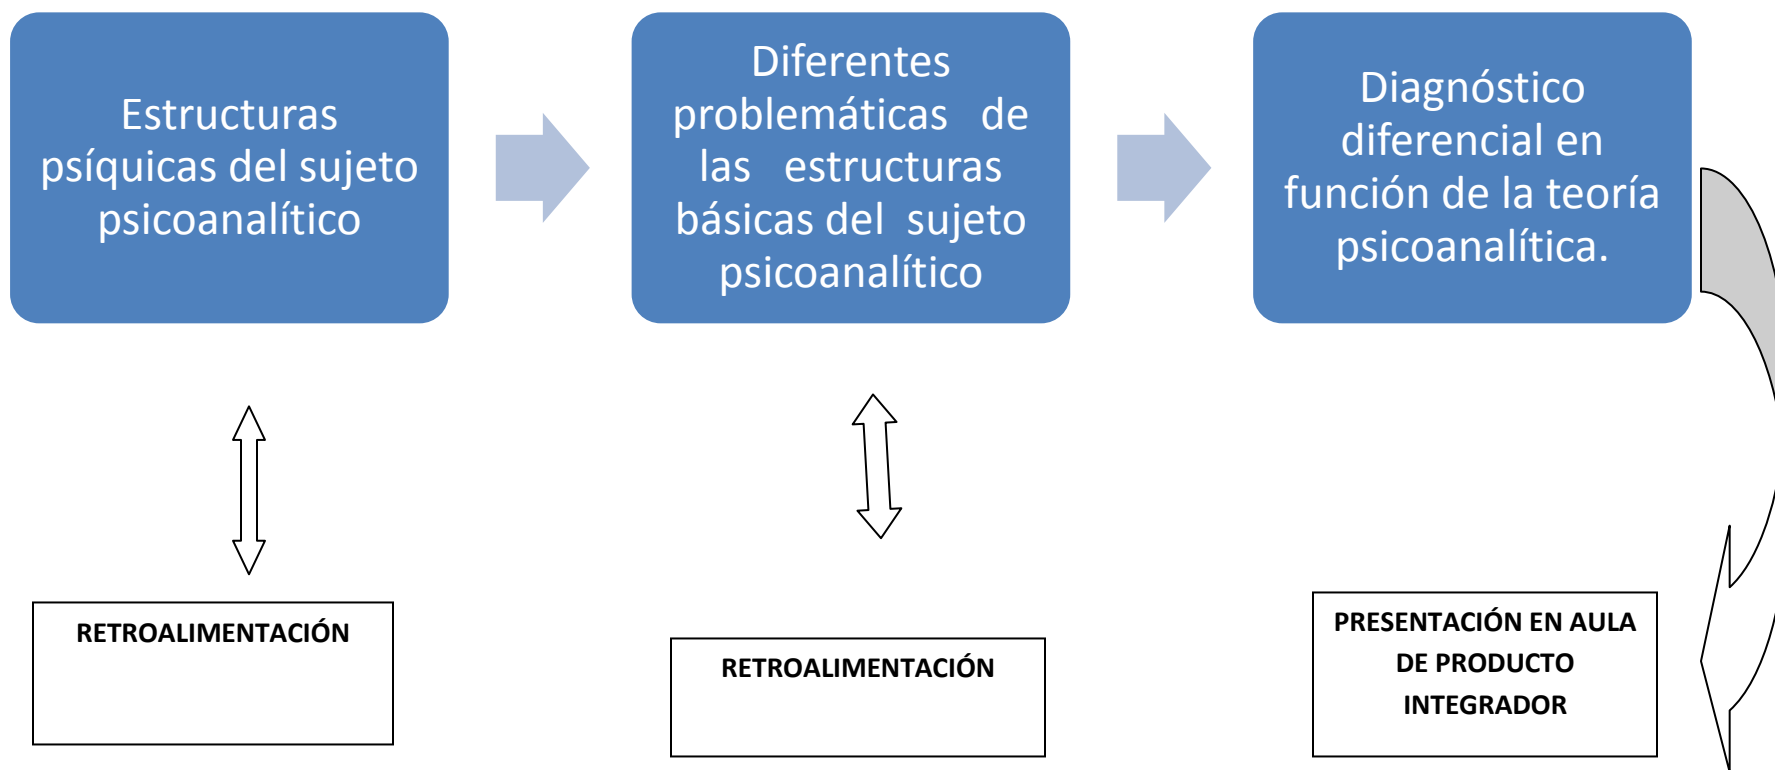 Estructuras
psíquicas del sujeto
psicoanalítico
Diferentes
problemáticas de
las estructuras
básicas del sujeto
psicoanalítico
Diagnóstico
diferencial en
función de la teoría
psicoanalítica.
RETROALIMENTACIÓN
RETROALIMENTACIÓN
PRESENTACIÓN EN AULA
DE PRODUCTO
INTEGRADOR